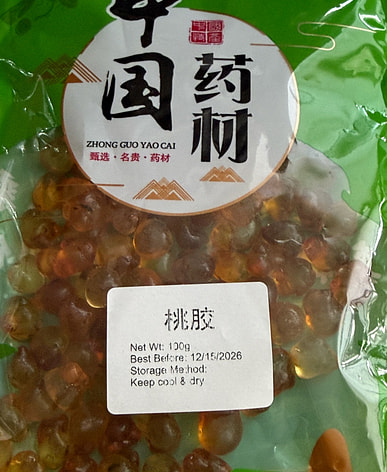 中国
药材
ZHONG GUO YAO CAI
甄选·名贵·药材
桃胶
Net Wt: 100g
Best Before: 12/15/2026
Storage Method:
Keep cool & dry